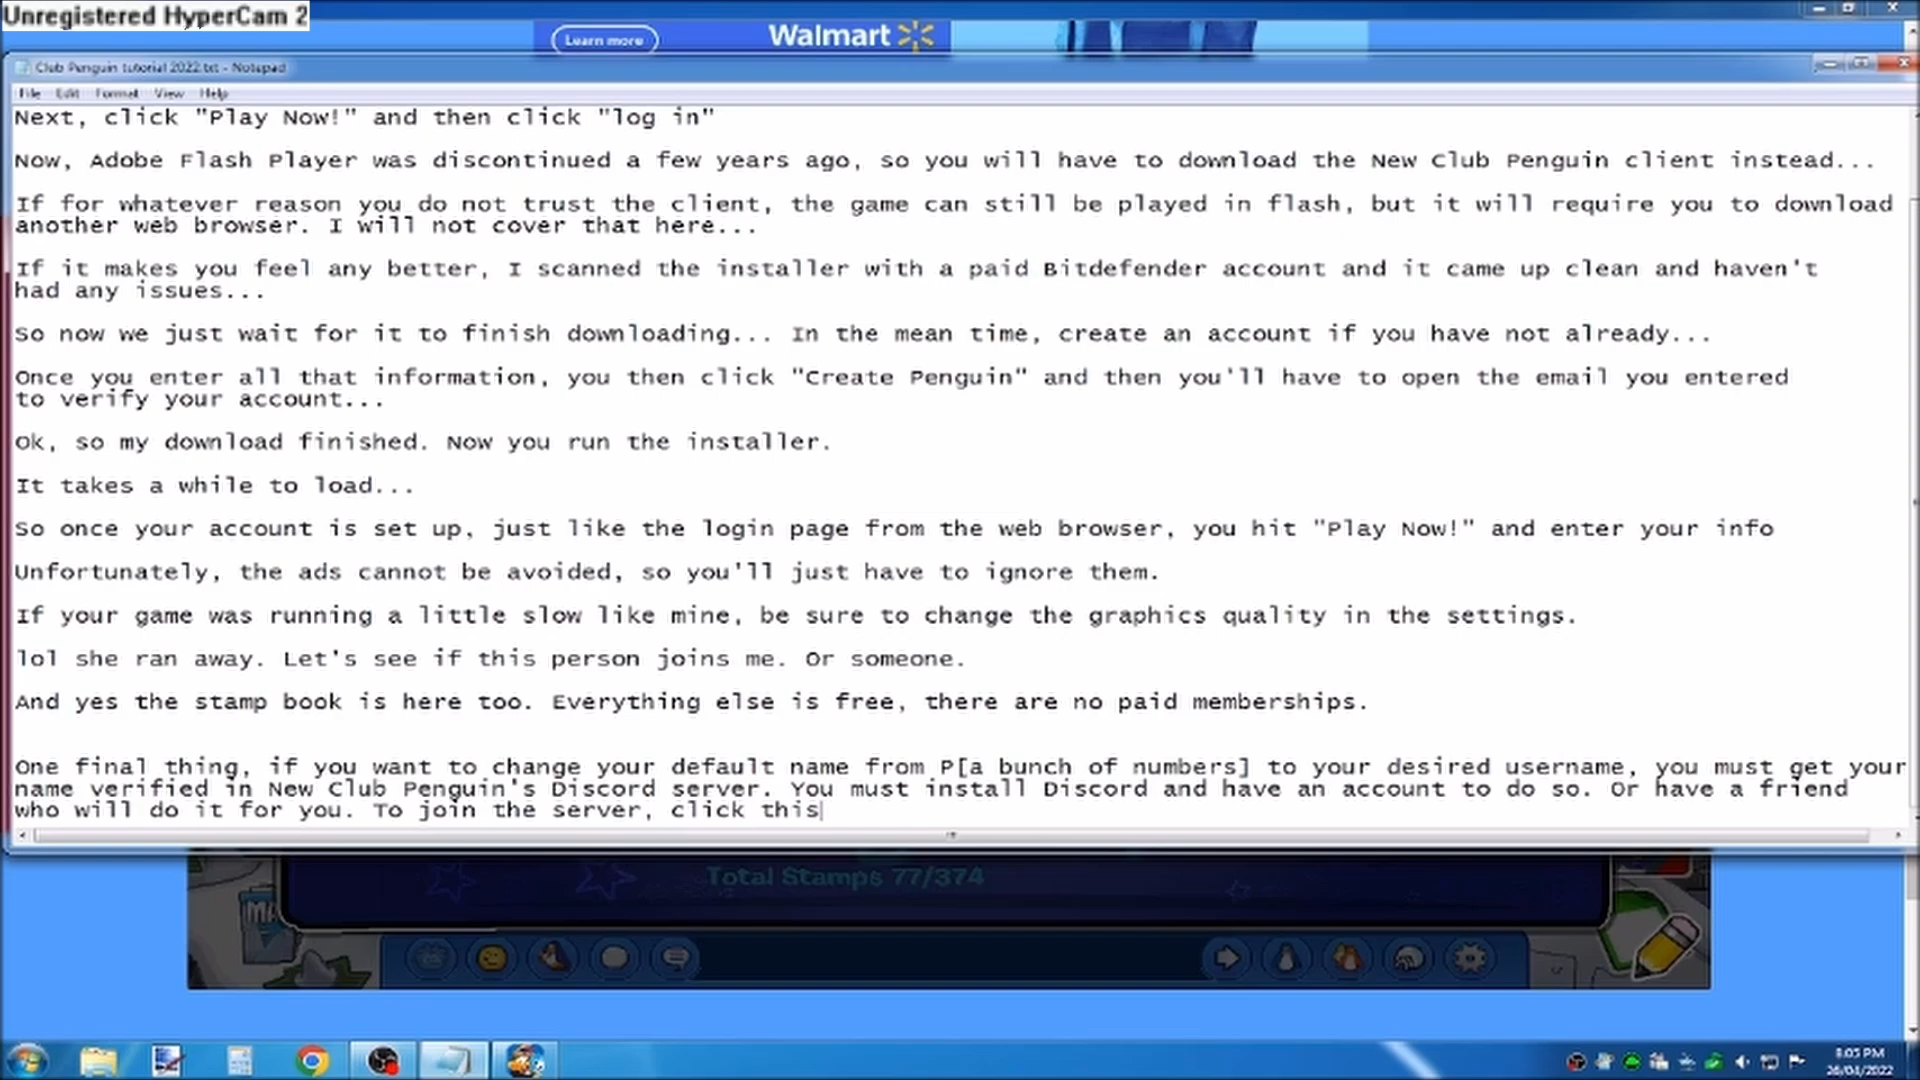 Unregistered HyperCam 2
Learn more
Walmart
Club Penguin tutorial 2022.txt - Notepad
File Edit Format View Help
Next, click "Play Now!" and then click "log in"
Now, Adobe Flash Player was discontinued a few years ago, so you will have to download the New Club Penguin client instead...
If for whatever reason you do not trust the client, the game can still be played in flash, but it will require you to download
another web browser. I will not cover that here...
If it makes you feel any better, I scanned the installer with a paid Bitdefender account and it came up clean and haven't
had any issues...
So now we just wait for it to finish downloading... In the mean time, create an account if you have not already...
Once you enter all that information, you then click "Create Penguin" and then you'll have to open the email you entered
to verify your account...
Ok, so my download finished. Now you run the installer.
It takes a while to load...
So once your account is set up, just like the login page from the web browser, you hit "Play Now!" and enter your info
Unfortunately, the ads cannot be avoided, so you'll just have to ignore them.
If your game was running a little slow like mine, be sure to change the graphics quality in the settings.
lol she ran away. Let's see if this person joins me. Or someone.
And yes the stamp book is here too. Everything else is free, there are no paid memberships.
One final thing, if you want to change your default name from P[a bunch of numbers] to your desired username, you must get your
name verified in New Club Penguin's Discord server. You must install Discord and have an account to do so. Or have a friend
who will do it for you. To join the server, click this
Total Stamps 77/374
8:05 PM